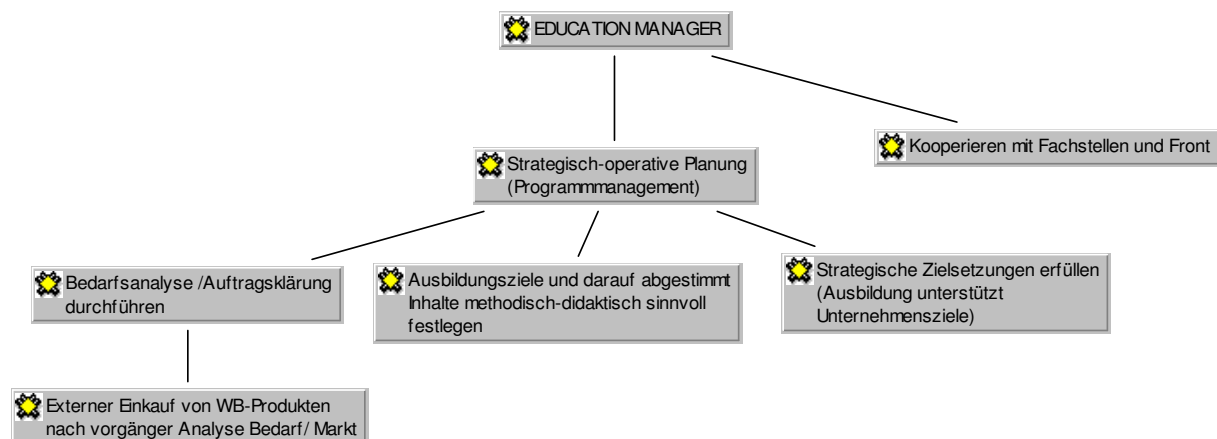 EDUCATION MANAGER
Kooperieren mit Fachstellen und Front
Strategisch-operative Planung
(Programmmanagement)
Bedarfsanalyse /Auftragsklärung
durchführen
Ausbildungsziele und darauf abgestimmt
Inhalte methodisch-didaktisch sinnvoll
festlegen
Strategische Zielsetzungen erfüllen
(Ausbildung unterstützt
Unternehmensziele)
Externer Einkauf von WB-Produkten
nach vorgänger Analyse Bedarf/ Markt